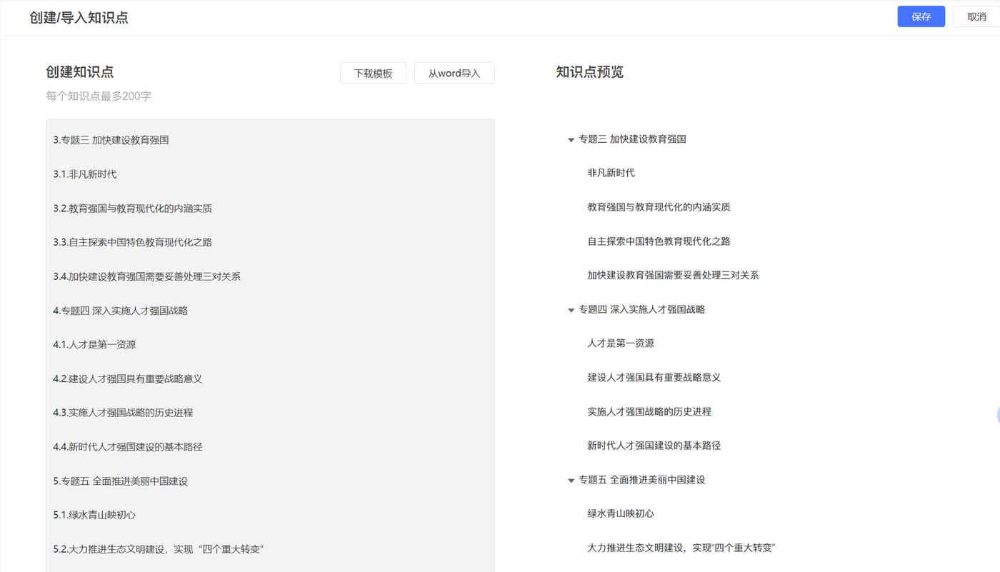 创建/导入知识点
保存
取消
创建知识点
下载模板
从word导入
每个知识点最多200字
3.专题三 加快建设教育强国
3.1.非凡新时代
3.2.教育强国与教育现代化的内涵实质
3.3.自主探索中国特色教育现代化之路
3.4.加快建设教育强国需要妥善处理三对关系
4.专题四 深入实施人才强国战略
4.1.人才是第一资源
4.2.建设人才强国具有重要战略意义
4.3.实施人才强国战略的历史进程
4.4.新时代人才强国建设的基本路径
5.专题五 全面推进美丽中国建设
5.1.绿水青山映初心
5.2.大力推进生态文明建设，实现“四个重大转变”
知识点预览
专题三 加快建设教育强国
非凡新时代
教育强国与教育现代化的内涵实质
自主探索中国特色教育现代化之路
加快建设教育强国需要妥善处理三对关系
专题四 深入实施人才强国战略
人才是第一资源
建设人才强国具有重要战略意义
实施人才强国战略的历史进程
新时代人才强国建设的基本路径
专题五 全面推进美丽中国建设
绿水青山映初心
大力推进生态文明建设，实现“四个重大转变”